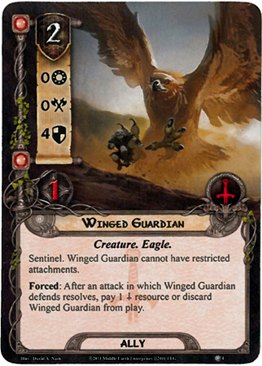 2
0
0
4
1
WINGED GUARDIAN
Creature. Eagle.
Sentinel. Winged Guardian cannot have restricted
attachments.
Forced: After an attack in which Winged Guardian
defends resolves, pay 1 resource or discard
Winged Guardian from play.
ALLY